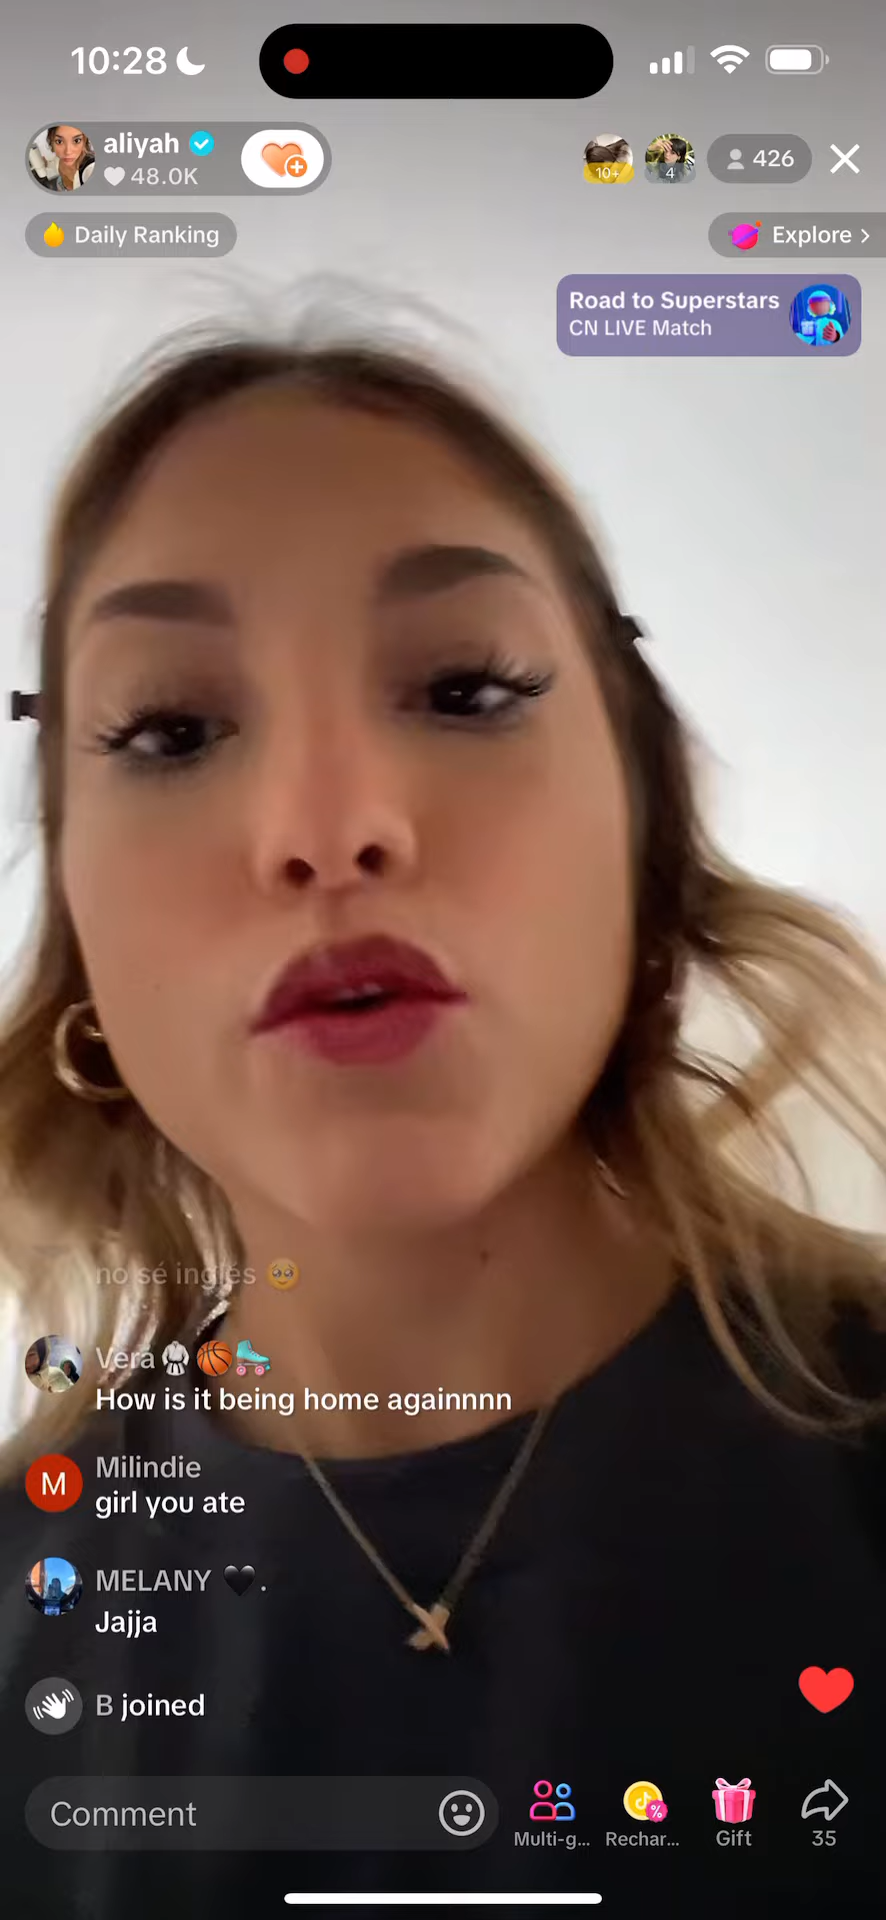 10:28
aliyah
48.0K
10+
4
426
Daily Ranking
Explore >
Road to Superstars
CN LIVE Match
no sé inglés 🥹
Vera🥋🏀🛼
How is it being home againnnn
M
Milindie
girl you ate
MELANY 🖤.
Jajja
B joined
Comment
Multi-g...
Rechar...
Gift
35